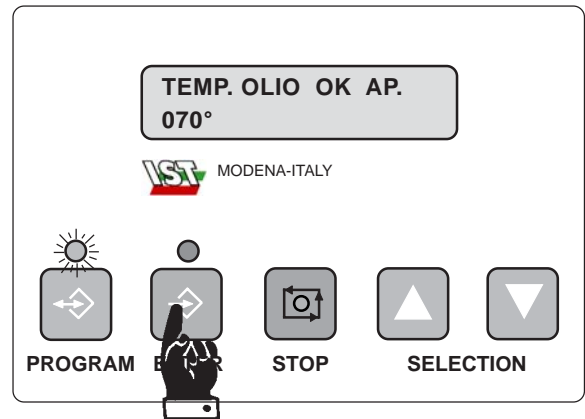 TEMP. OLIO OK AP.
070°
IST MODENA-ITALY
PROGRAM STOP SELECTION